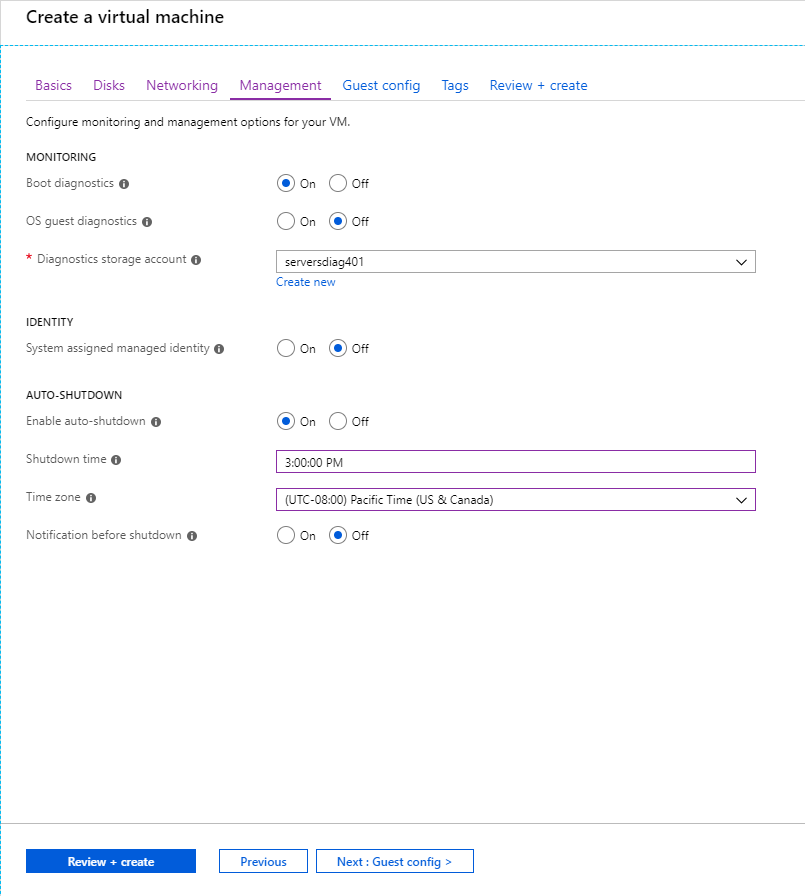 Create a virtual machine
Basics Disks Networking Management Guest config Tags Review + create
Configure monitoring and management options for your VM.
MONITORING
Boot diagnostics On Off
OS guest diagnostics On Off
* Diagnostics storage account serversdiag401
Create new
IDENTITY
System assigned managed identity On Off
AUTO-SHUTDOWN
Enable auto-shutdown On Off
Shutdown time 3:00:00 PM
Time zone (UTC-08:00) Pacific Time (US & Canada)
Notification before shutdown On Off
Review + create Previous Next : Guest config >